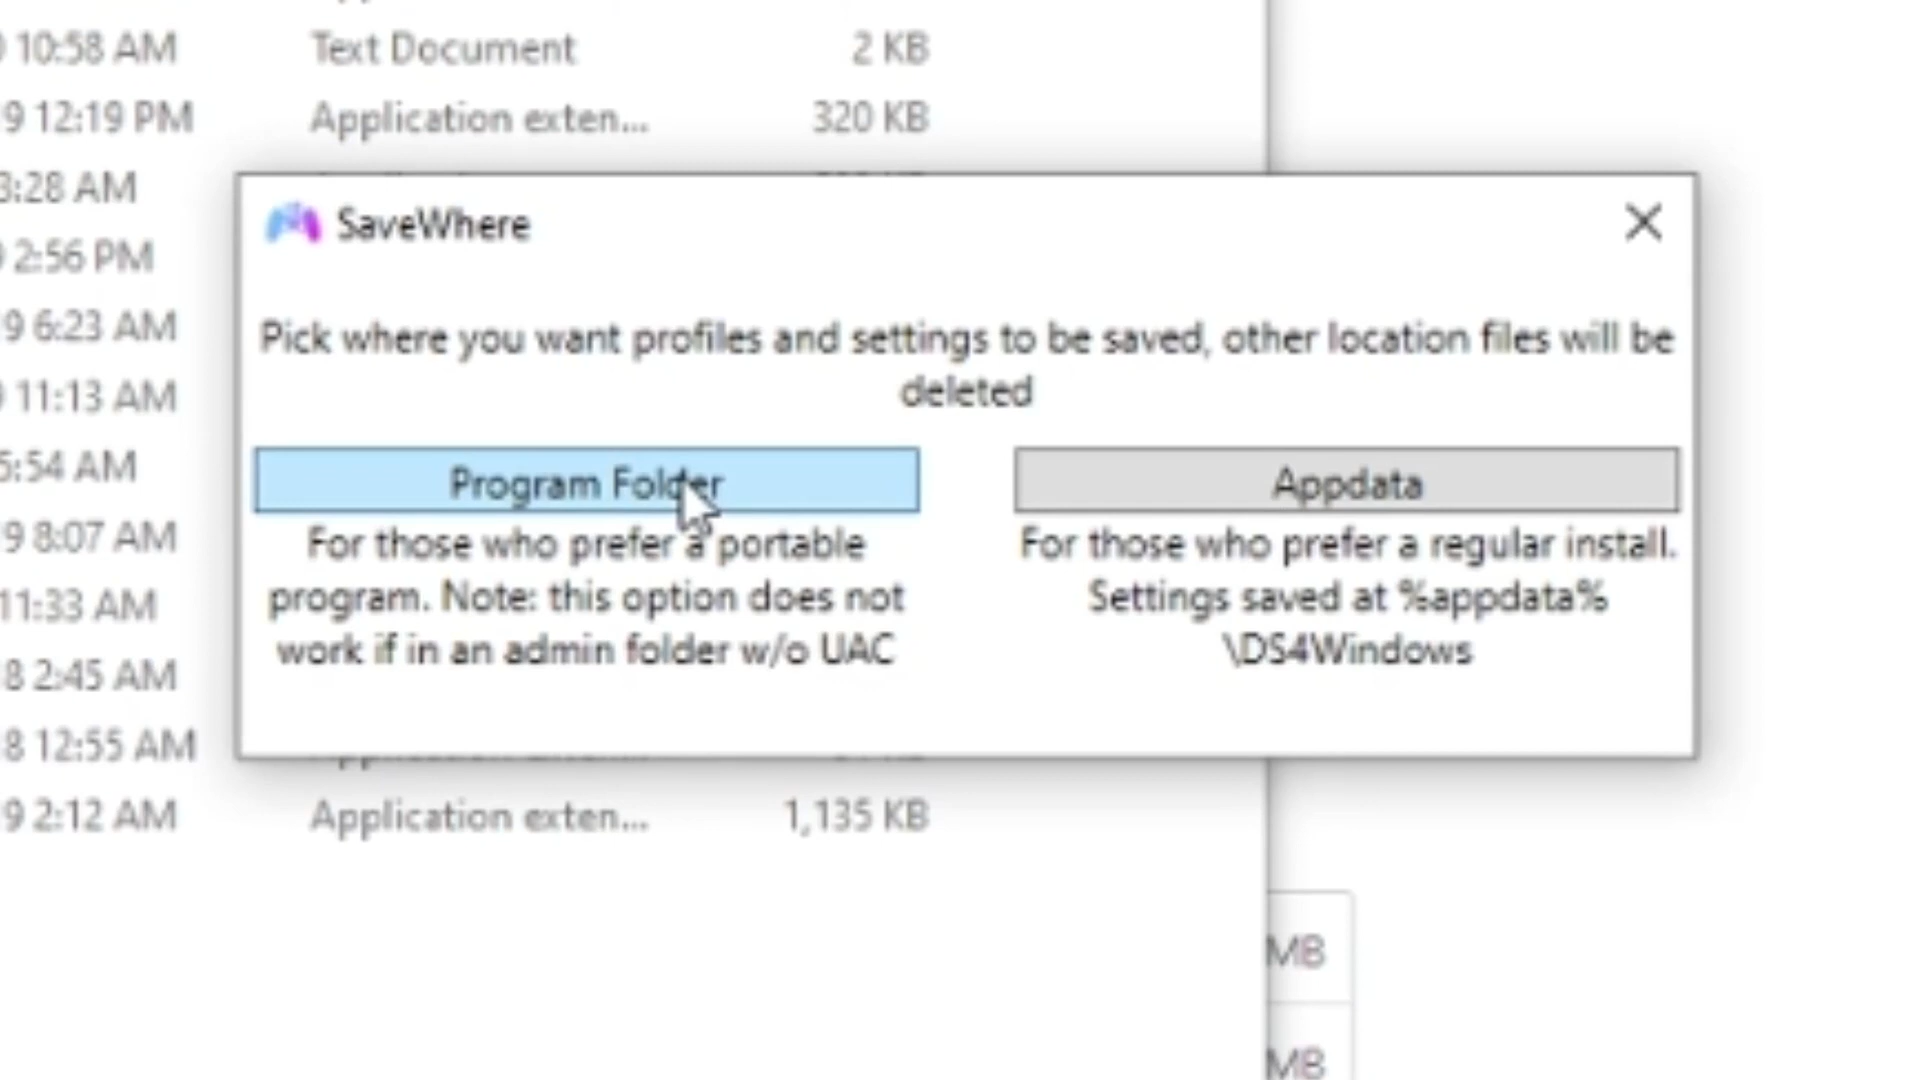 10:58 AM Text Document 2 KB
9 12:19 PM Application exten... 320 KB
3:28 AM
SaveWhere
2:56 PM
Pick where you want profiles and settings to be saved, other location files will be
9 6:23 AM
deleted
11:13 AM
Program Folder Appdata
5:54 AM
For those who prefer a portable For those who prefer a regular install.
9 8:07 AM
program. Note: this option does not Settings saved at %appdata%
11:33 AM
work if in an admin folder w/o UAC \DS4Windows
8 2:45 AM
8 12:55 AM
9 2:12 AM Application exten... 1,135 KB
MB
MB